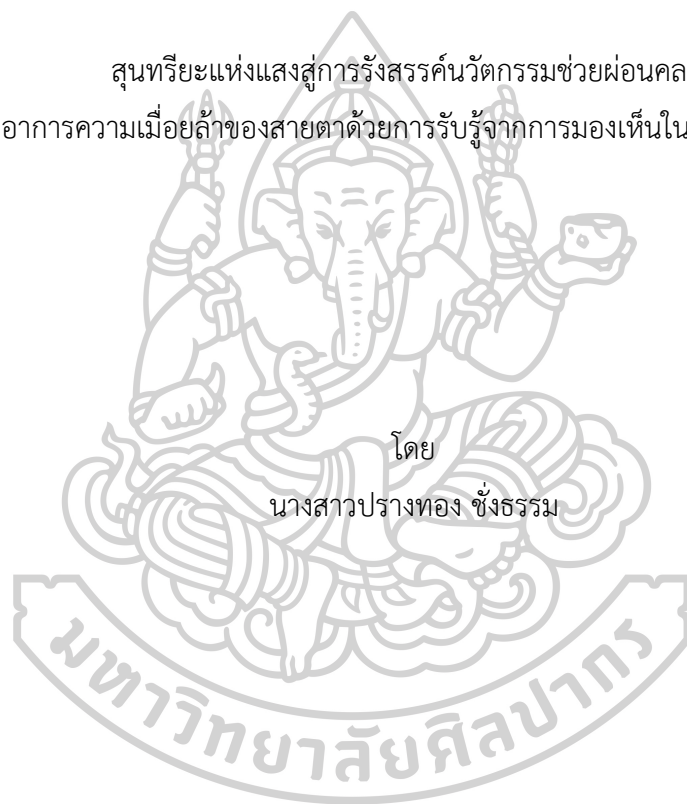 สุนทรียะแห่งแสงสู่การรังสรรค์นวัตกรรมช่วยผ่อนคล
อาการความเมื่อยล้าของสายตาด้วยการรับรู้จากการมองเห็นใน
โดย
นางสาวปรางทอง ชั่งธรรม
มหาวิทยาลัยศิลปากร